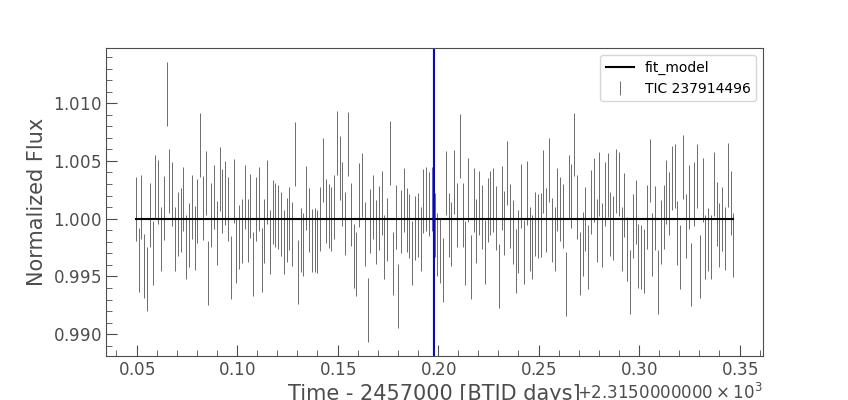 fit_model
TIC 237914496
Normalized Flux
1.010
1.005
1.000
0.995
0.990
0.05 0.10 0.15 0.20 0.25 0.30 0.35
Time - 2457000 [BTJD days]
+2.3150000000 × 10³